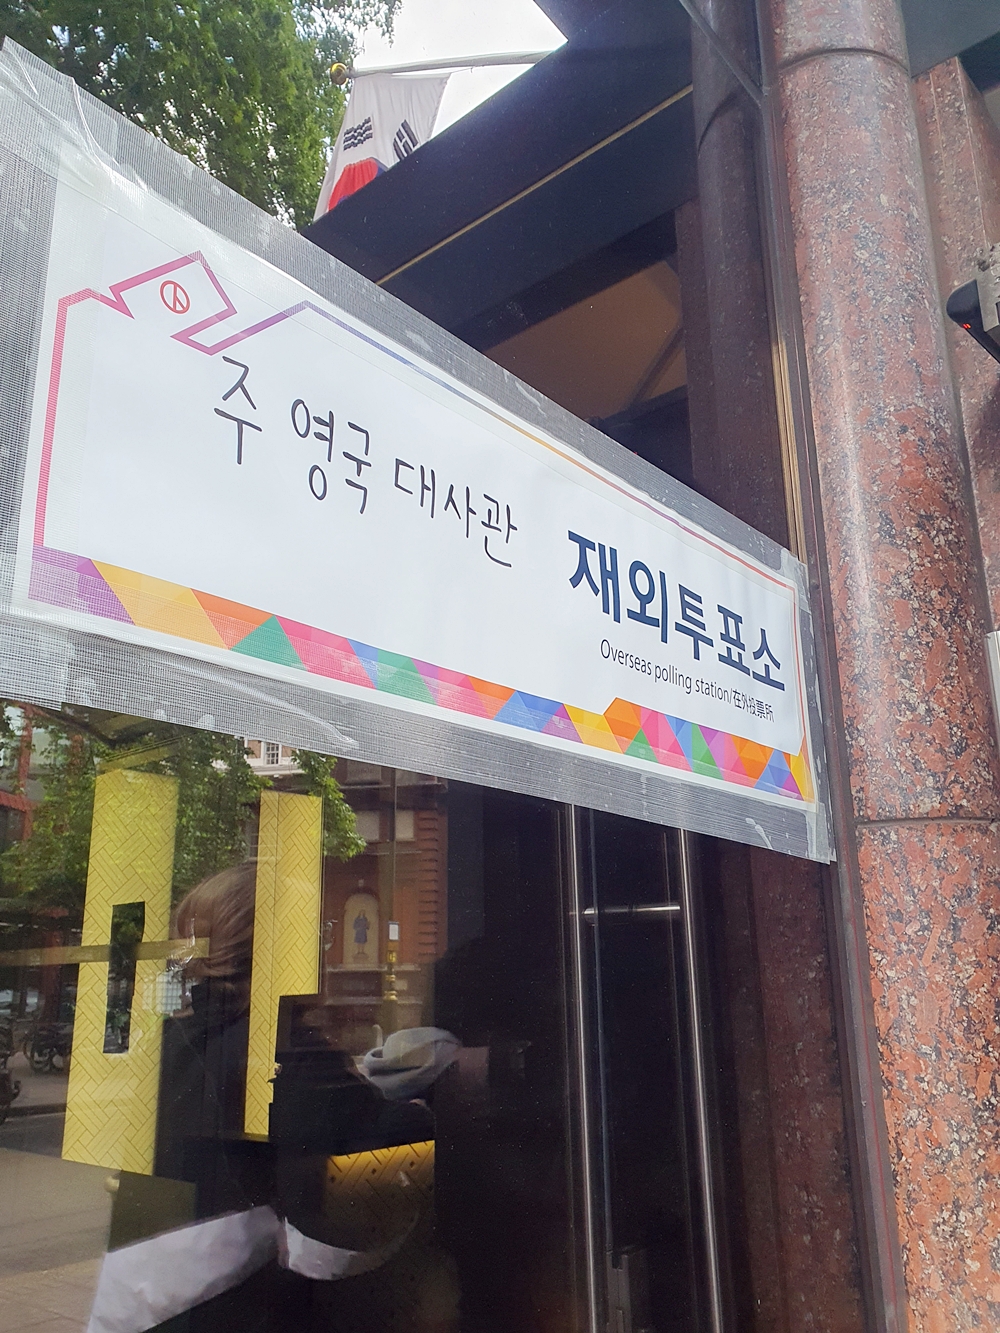 주 영국 대사관
재외투표소
Overseas polling station/在外投票所